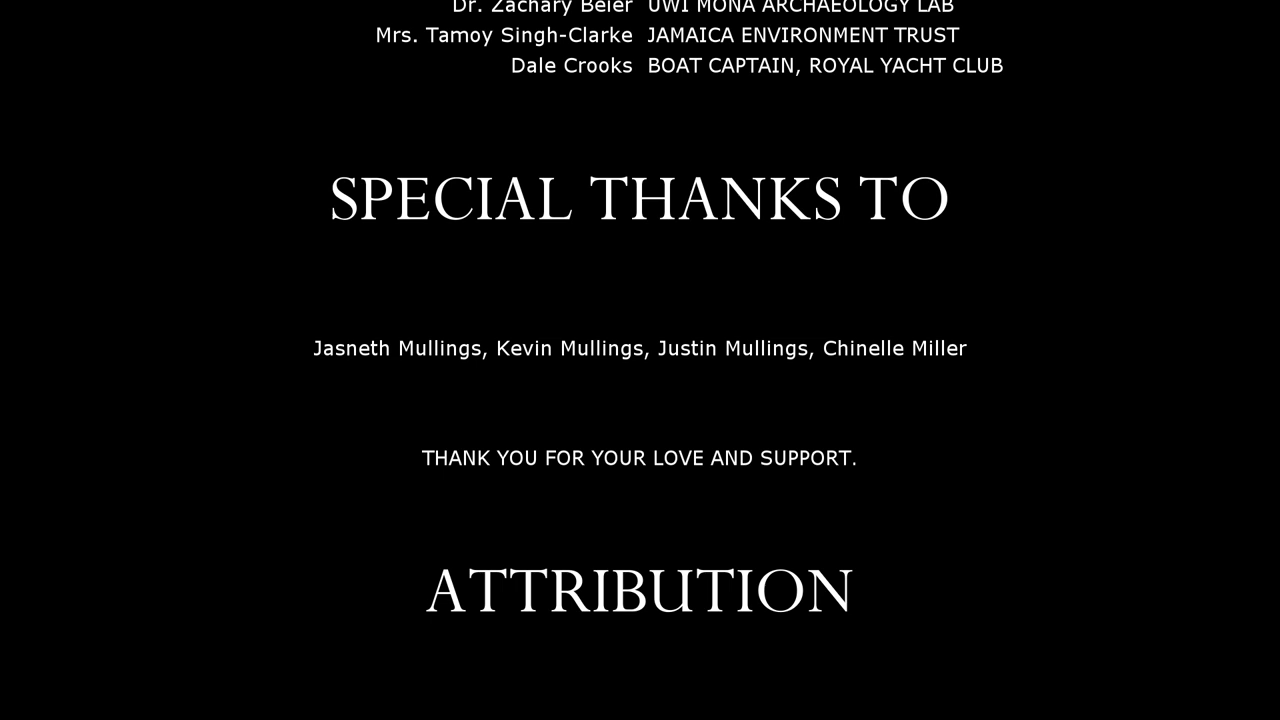 Dr. Zachary Beier UWI MONA ARCHAEOLOGY LAB
Mrs. Tamoy Singh-Clarke JAMAICA ENVIRONMENT TRUST
Dale Crooks BOAT CAPTAIN, ROYAL YACHT CLUB
SPECIAL THANKS TO
Jasneth Mullings, Kevin Mullings, Justin Mullings, Chinelle Miller
THANK YOU FOR YOUR LOVE AND SUPPORT.
ATTRIBUTION